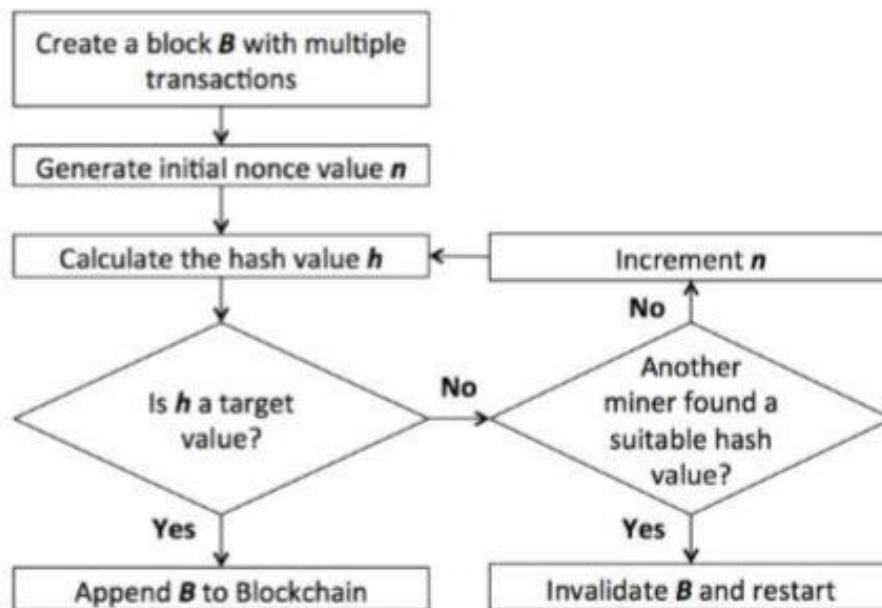 Create a block B with multiple
transactions
Generate initial nonce value n
Calculate the hash value h
Increment n
No
Is h a target
value?
No
Another
miner found a
suitable hash
value?
Yes
Yes
Append B to Blockchain
Invalidate B and restart